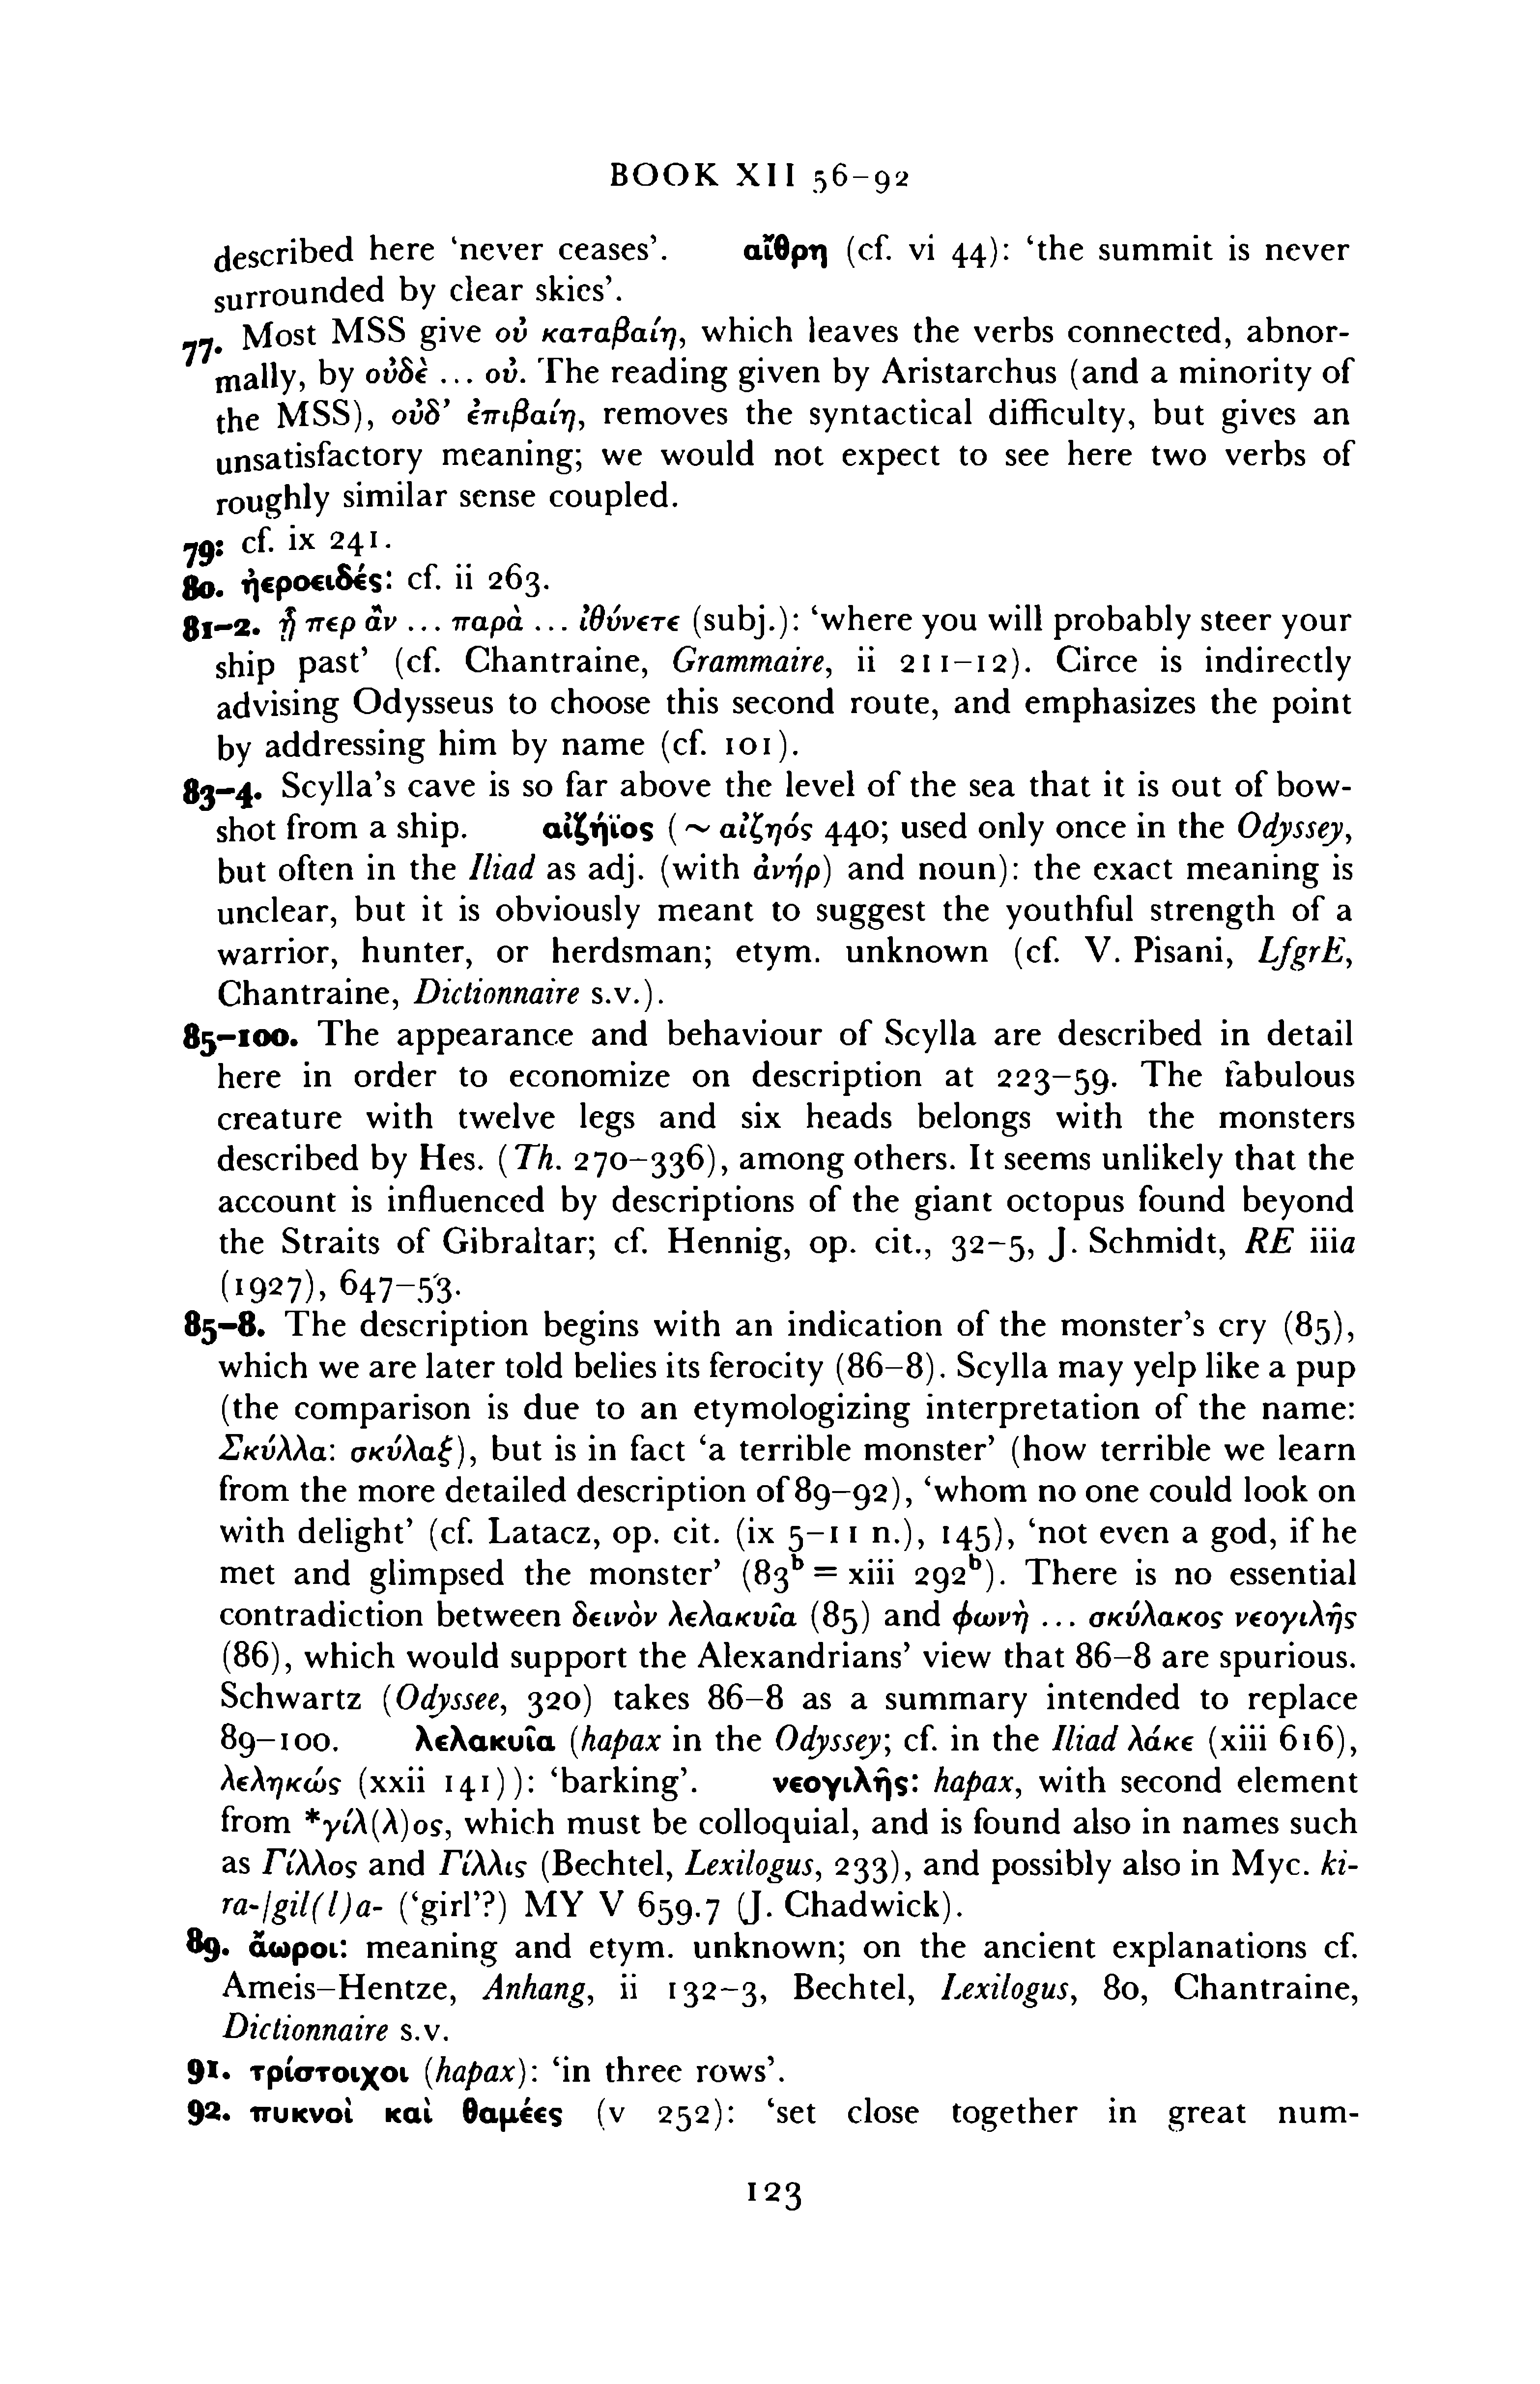 BOOK XII 56–92
described here ‘never ceases’. αἴθρη (cf. vi 44): ‘the summit is never
surrounded by clear skies’.
77. Most MSS give οὐ καταβαίη, which leaves the verbs connected, abnor-
mally, by οὐδὲ ... οὐ. The reading given by Aristarchus (and a minority of
the MSS), οὐδ’ ἐπιβαίη, removes the syntactical difficulty, but gives an
unsatisfactory meaning; we would not expect to see here two verbs of
roughly similar sense coupled.
79: cf. ix 241.
80. ἠεροειδές: cf. ii 263.
81–2. ᾗ περ ἂν ... παρὰ ... ἰθύνετε (subj.): ‘where you will probably steer your
ship past’ (cf. Chantraine, Grammaire, ii 211–12). Circe is indirectly
advising Odysseus to choose this second route, and emphasizes the point
by addressing him by name (cf. 101).
83–4. Scylla’s cave is so far above the level of the sea that it is out of bow-
shot from a ship. αἰζήϊος (~ αἰζηός 440; used only once in the Odyssey,
but often in the Iliad as adj. (with ἀνήρ) and noun): the exact meaning is
unclear, but it is obviously meant to suggest the youthful strength of a
warrior, hunter, or herdsman; etym. unknown (cf. V. Pisani, LfgrE,
Chantraine, Dictionnaire s.v.).
85–100. The appearance and behaviour of Scylla are described in detail
here in order to economize on description at 223–59. The fabulous
creature with twelve legs and six heads belongs with the monsters
described by Hes. (Th. 270–336), among others. It seems unlikely that the
account is influenced by descriptions of the giant octopus found beyond
the Straits of Gibraltar; cf. Hennig, op. cit., 32–5, J. Schmidt, RE iiia
(1927), 647–53.
85–8. The description begins with an indication of the monster’s cry (85),
which we are later told belies its ferocity (86–8). Scylla may yelp like a pup
(the comparison is due to an etymologizing interpretation of the name:
Σκύλλα: σκύλαξ), but is in fact ‘a terrible monster’ (how terrible we learn
from the more detailed description of 89–92), ‘whom no one could look on
with delight’ (cf. Latacz, op. cit. (ix 5–11 n.), 145), ‘not even a god, if he
met and glimpsed the monster’ (83ᵇ = xiii 292ᵇ). There is no essential
contradiction between δεινὸν λελακυῖα (85) and φωνὴ ... σκύλακος νεογιλῆς
(86), which would support the Alexandrians’ view that 86–8 are spurious.
Schwartz (Odyssee, 320) takes 86–8 as a summary intended to replace
89–100. λελακυῖα (hapax in the Odyssey; cf. in the Iliad λάκε (xiii 616),
λεληκώς (xxii 141)): ‘barking’. νεογιλῆς: hapax, with second element
from *γίλ(λ)ος, which must be colloquial, and is found also in names such
as Γίλλος and Γίλλις (Bechtel, Lexilogus, 233), and possibly also in Myc. ki-
ra-/gil(l)a- (‘girl’?) MY V 659.7 (J. Chadwick).
89. ἄωροι: meaning and etym. unknown; on the ancient explanations cf.
Ameis–Hentze, Anhang, ii 132–3, Bechtel, Lexilogus, 80, Chantraine,
Dictionnaire s.v.
91. τρίστοιχοι (hapax): ‘in three rows’.
92. πυκνοὶ καὶ θαμέες (v 252): ‘set close together in great num-
123